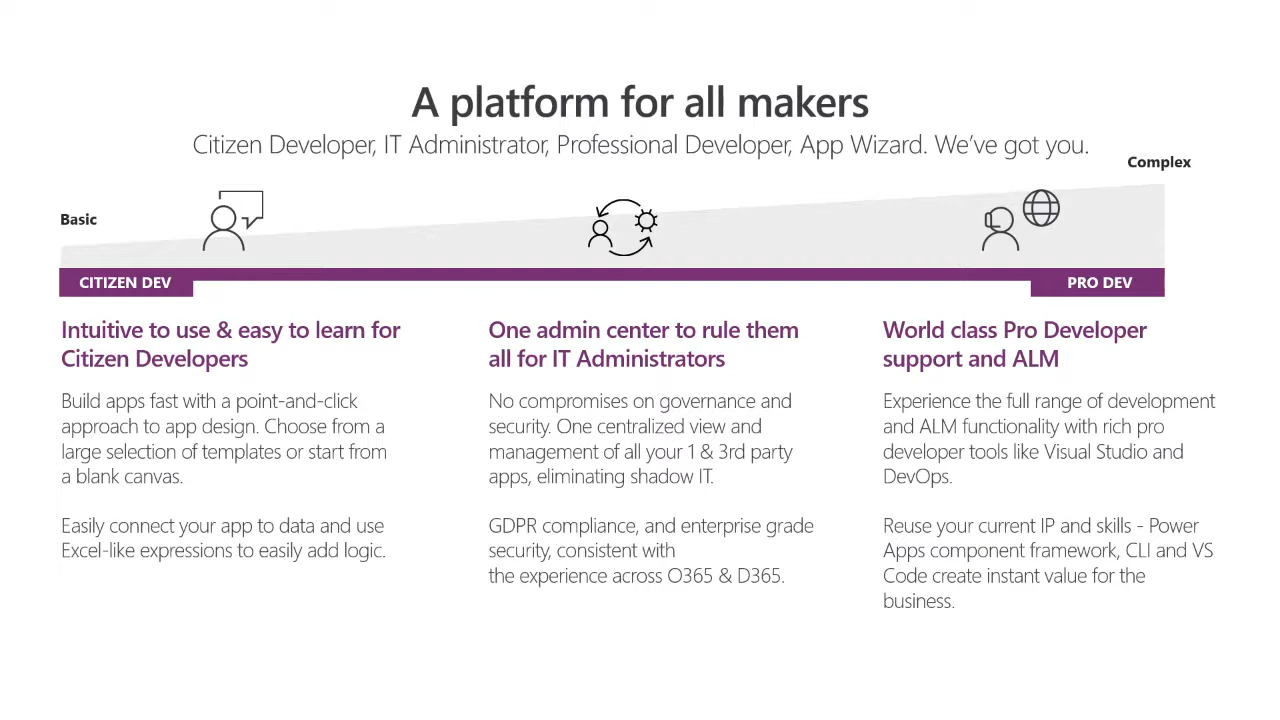 A platform for all makers
Citizen Developer, IT Administrator, Professional Developer, App Wizard. We've got you.
Complex
Basic
CITIZEN DEV
PRO DEV
Intuitive to use & easy to learn for
Citizen Developers
Build apps fast with a point-and-click
approach to app design. Choose from a
large selection of templates or start from
a blank canvas.
Easily connect your app to data and use
Excel-like expressions to easily add logic.
One admin center to rule them
all for IT Administrators
No compromises on governance and
security. One centralized view and
management of all your 1 & 3rd party
apps, eliminating shadow IT.
GDPR compliance, and enterprise grade
security, consistent with
the experience across O365 & D365.
World class Pro Developer
support and ALM
Experience the full range of development
and ALM functionality with rich pro
developer tools like Visual Studio and
DevOps.
Reuse your current IP and skills - Power
Apps component framework, CLI and VS
Code create instant value for the
business.